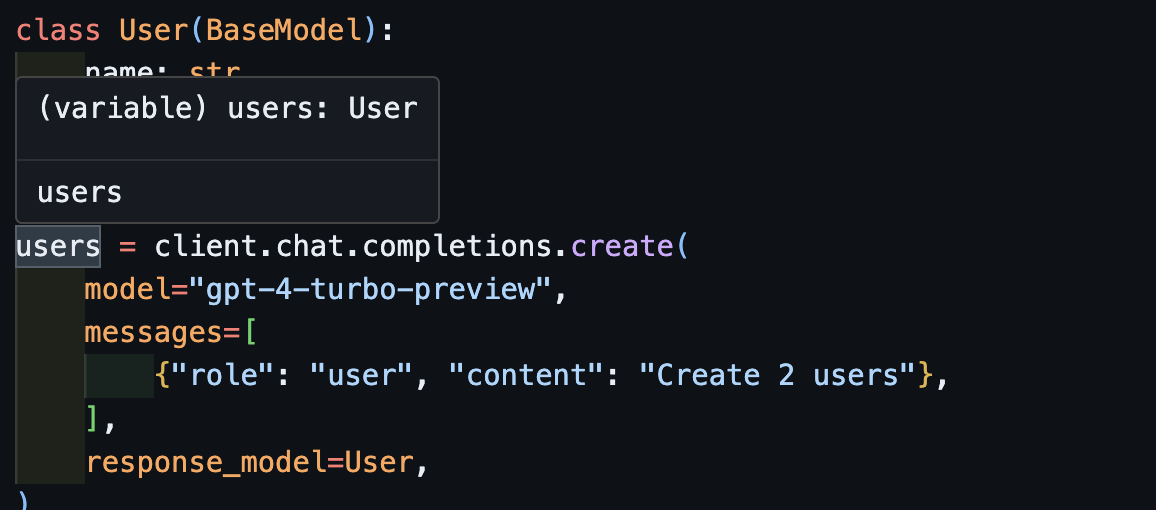 class User(BaseModel):
name: str
(variable) users: User
users
users = client.chat.completions.create(
model="gpt-4-turbo-preview",
messages=[
{"role": "user", "content": "Create 2 users"},
],
response_model=User,
)